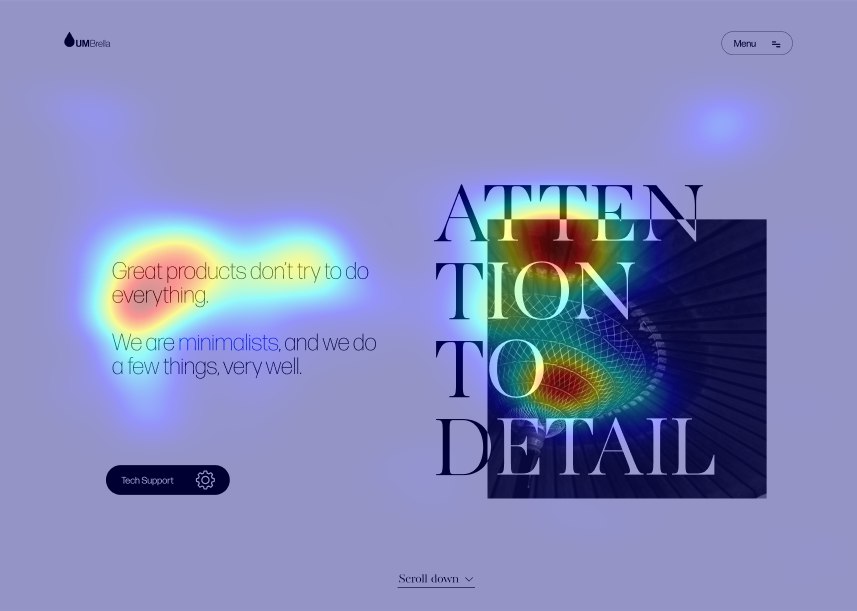 UMBrella
Menu
Great products don't try to do
everything.
We are minimalists, and we do
a few things, very well.
Tech Support
ATTEN
TION
TO
DETAIL
Scroll down